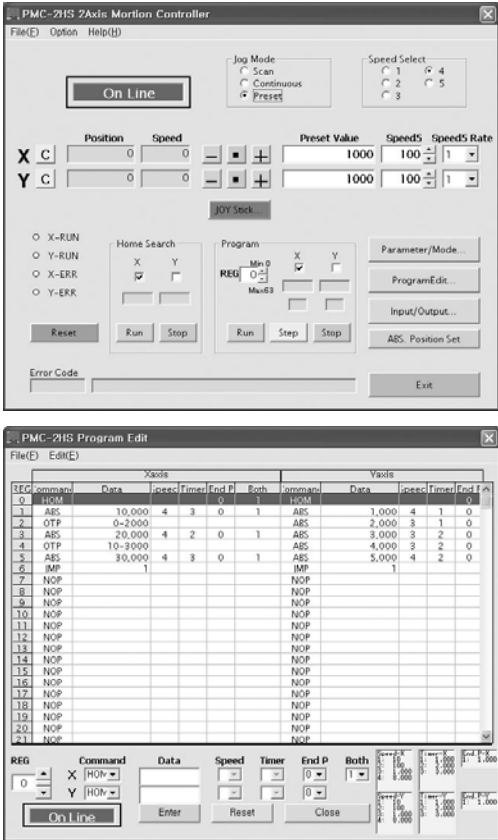 PMC-2HS 2Axis Mortion Controller
File(F) Option Help(H)
Jog Mode
Scan
Continuous
Preset
Speed Select
1 4
2 5
3
On Line
Position Speed Preset Value Speed5 Speed5 Rate
X C 0 0 1000 100 1
Y C 0 0 1000 100 1
JOY Stick...
X-RUN
Y-RUN
X-ERR
Y-ERR
Reset
Home Search
X Y
Run Stop
Program
REG 0 Min 0 Max63 X Y
Run Step Stop
Parameter/Mode...
ProgramEdit...
Input/Output...
ABS. Position Set
Error Code
Exit
PMC-2HS Program Edit
File(F) Edit(E)
Xaxis Yaxis
REG Data Timer End P Both Data Timer
0 HOM 0 1 HOM 0
1 ABS 10,000 4 3 0 1 ABS 1,000 4 1 0
2 OTP 0-2000 ABS 2,000 3 1 0
3 ABS 20,000 4 2 0 1 ABS 3,000 3 2 0
4 OTP 10-3000 ABS 4,000 3 2 0
5 ABS 30,000 4 3 0 1 ABS 5,000 4 2 0
6 JMP 1 JMP 1
7 NOP NOP
8 NOP NOP
9 NOP NOP
10 NOP NOP
11 NOP NOP
12 NOP NOP
13 NOP NOP
14 NOP NOP
15 NOP NOP
16 NOP NOP
17 NOP NOP
18 NOP NOP
19 NOP NOP
20 NOP NOP
21 NOP NOP
REG Command Data Speed Timer End P Both
0 X HOM 0 1
Y HOM 0
On Line Enter Reset Close